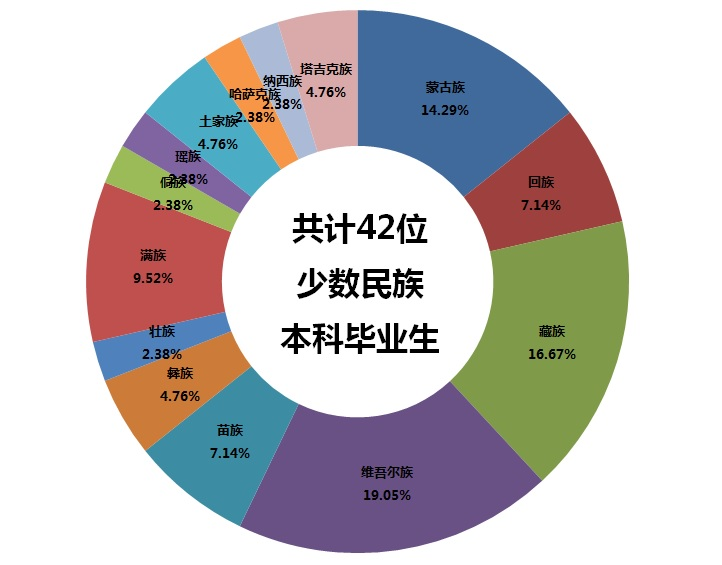 蒙古族
14.29%
回族
7.14%
藏族
16.67%
维吾尔族
19.05%
苗族
7.14%
彝族
4.76%
壮族
2.38%
满族
9.52%
侗族
2.38%
瑶族
2.38%
土家族
4.76%
哈萨克族
2.38%
纳西族
2.38%
塔吉克族
4.76%
共计42位
少数民族
本科毕业生